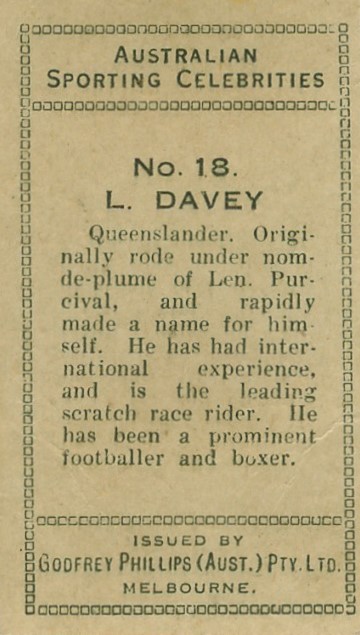 AUSTRALIAN
SPORTING CELEBRITIES
No. 18.
L. DAVEY
Queenslander. Origi-
nally rode under nom-
de-plume of Len. Pur-
cival, and rapidly
made a name for him-
self. He has had inter-
national experience,
and is the leading
scratch race rider. He
has been a prominent
footballer and boxer.
ISSUED BY
GODFREY PHILLIPS (AUST.) PTY. LTD.
MELBOURNE.